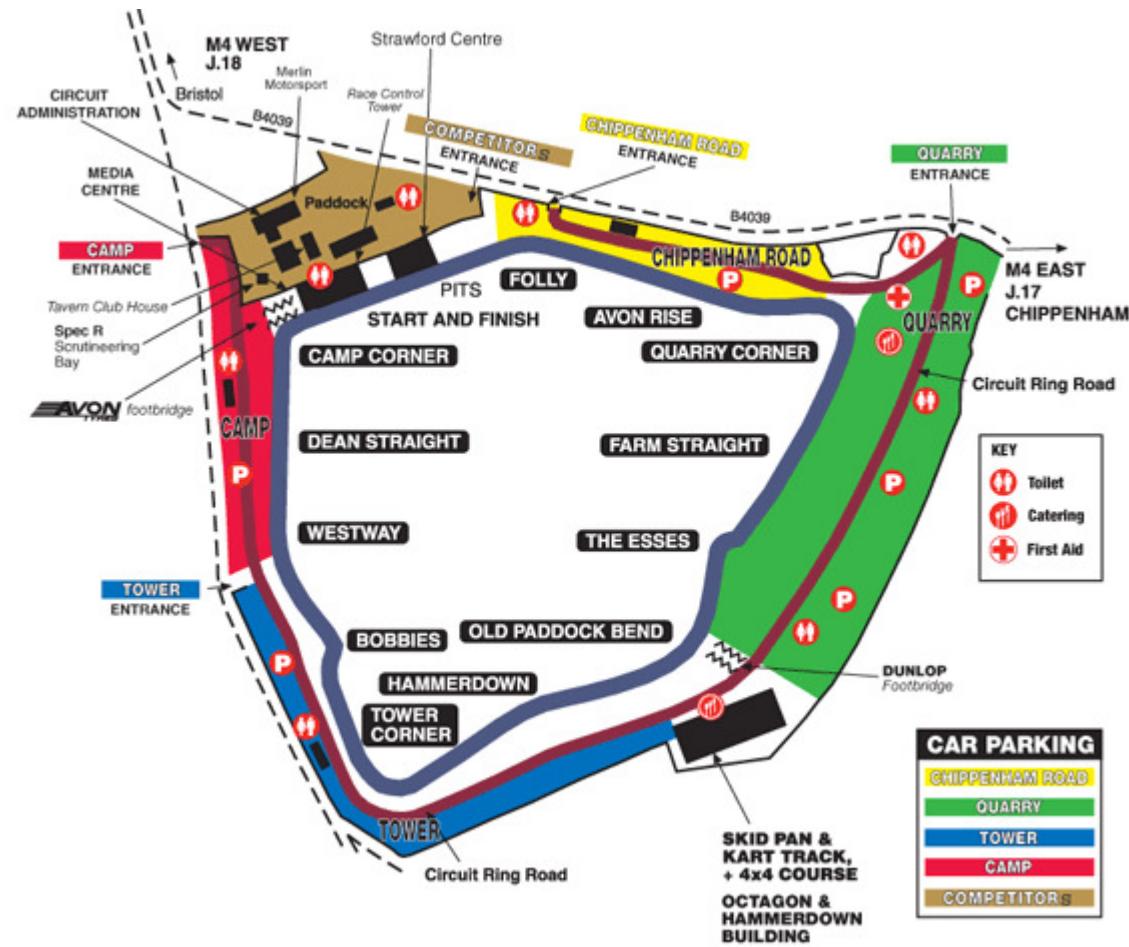 M4 WEST
J.18
Strawford Centre
Bristol
Merlin
Motorsport
CIRCUIT
ADMINISTRATION
Race Control
Tower
B4039
COMPETITORS
ENTRANCE
CHIPPENHAM ROAD
ENTRANCE
QUARRY
ENTRANCE
MEDIA
CENTRE
Paddock
B4039
CAMP
ENTRANCE
CHIPPENHAM ROAD
M4 EAST
J.17
CHIPPENHAM
FOLLY
P
P
PITS
Tavern Club House
START AND FINISH
AVON RISE
QUARRY
Spec R
Scrutineering
Bay
CAMP CORNER
QUARRY CORNER
Circuit Ring Road
AVON
TYRES
footbridge
CAMP
DEAN STRAIGHT
FARM STRAIGHT
KEY
Toilet
Catering
First Aid
P
P
WESTWAY
THE ESSES
TOWER
ENTRANCE
P
BOBBIES
OLD PADDOCK BEND
P
HAMMERDOWN
DUNLOP
Footbridge
TOWER
CORNER
TOWER
Circuit Ring Road
SKID PAN &
KART TRACK,
+ 4x4 COURSE
OCTAGON &
HAMMERDOWN
BUILDING
CAR PARKING
CHIPPENHAM ROAD
QUARRY
TOWER
CAMP
COMPETITORS